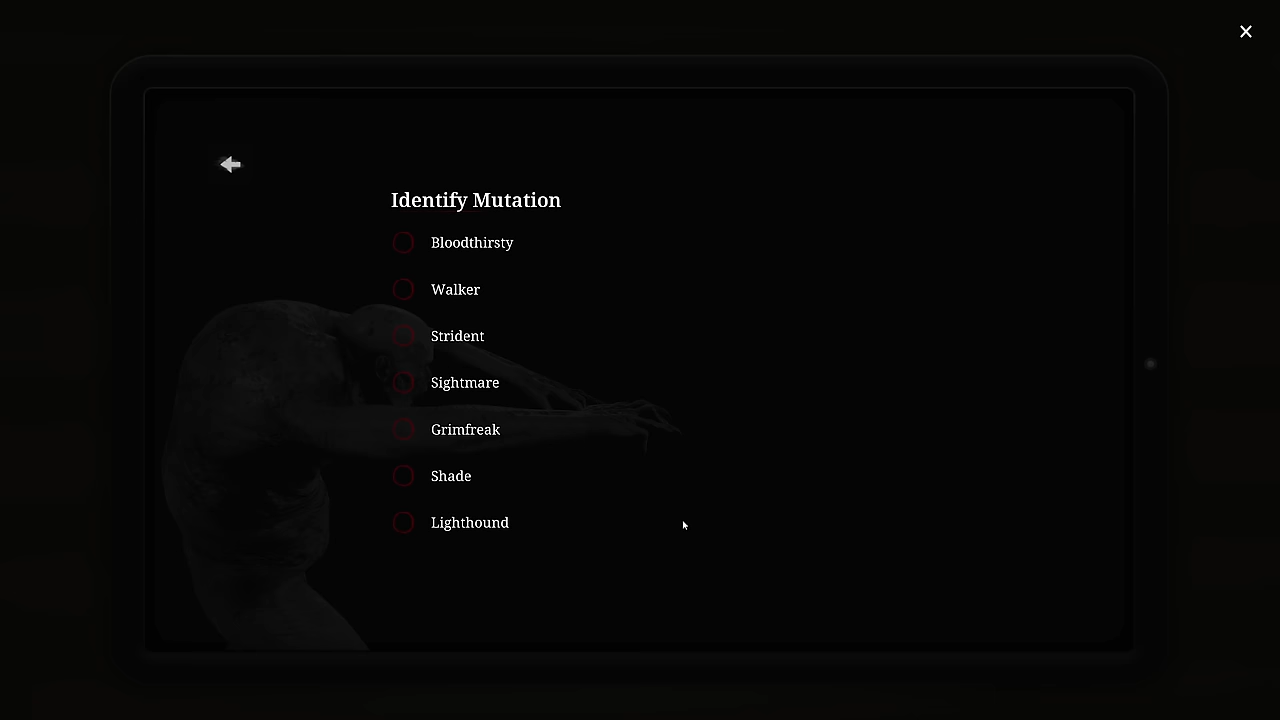 Identify Mutation
Bloodthirsty
Walker
Strident
Sightmare
Grimfreak
Shade
Lighthound